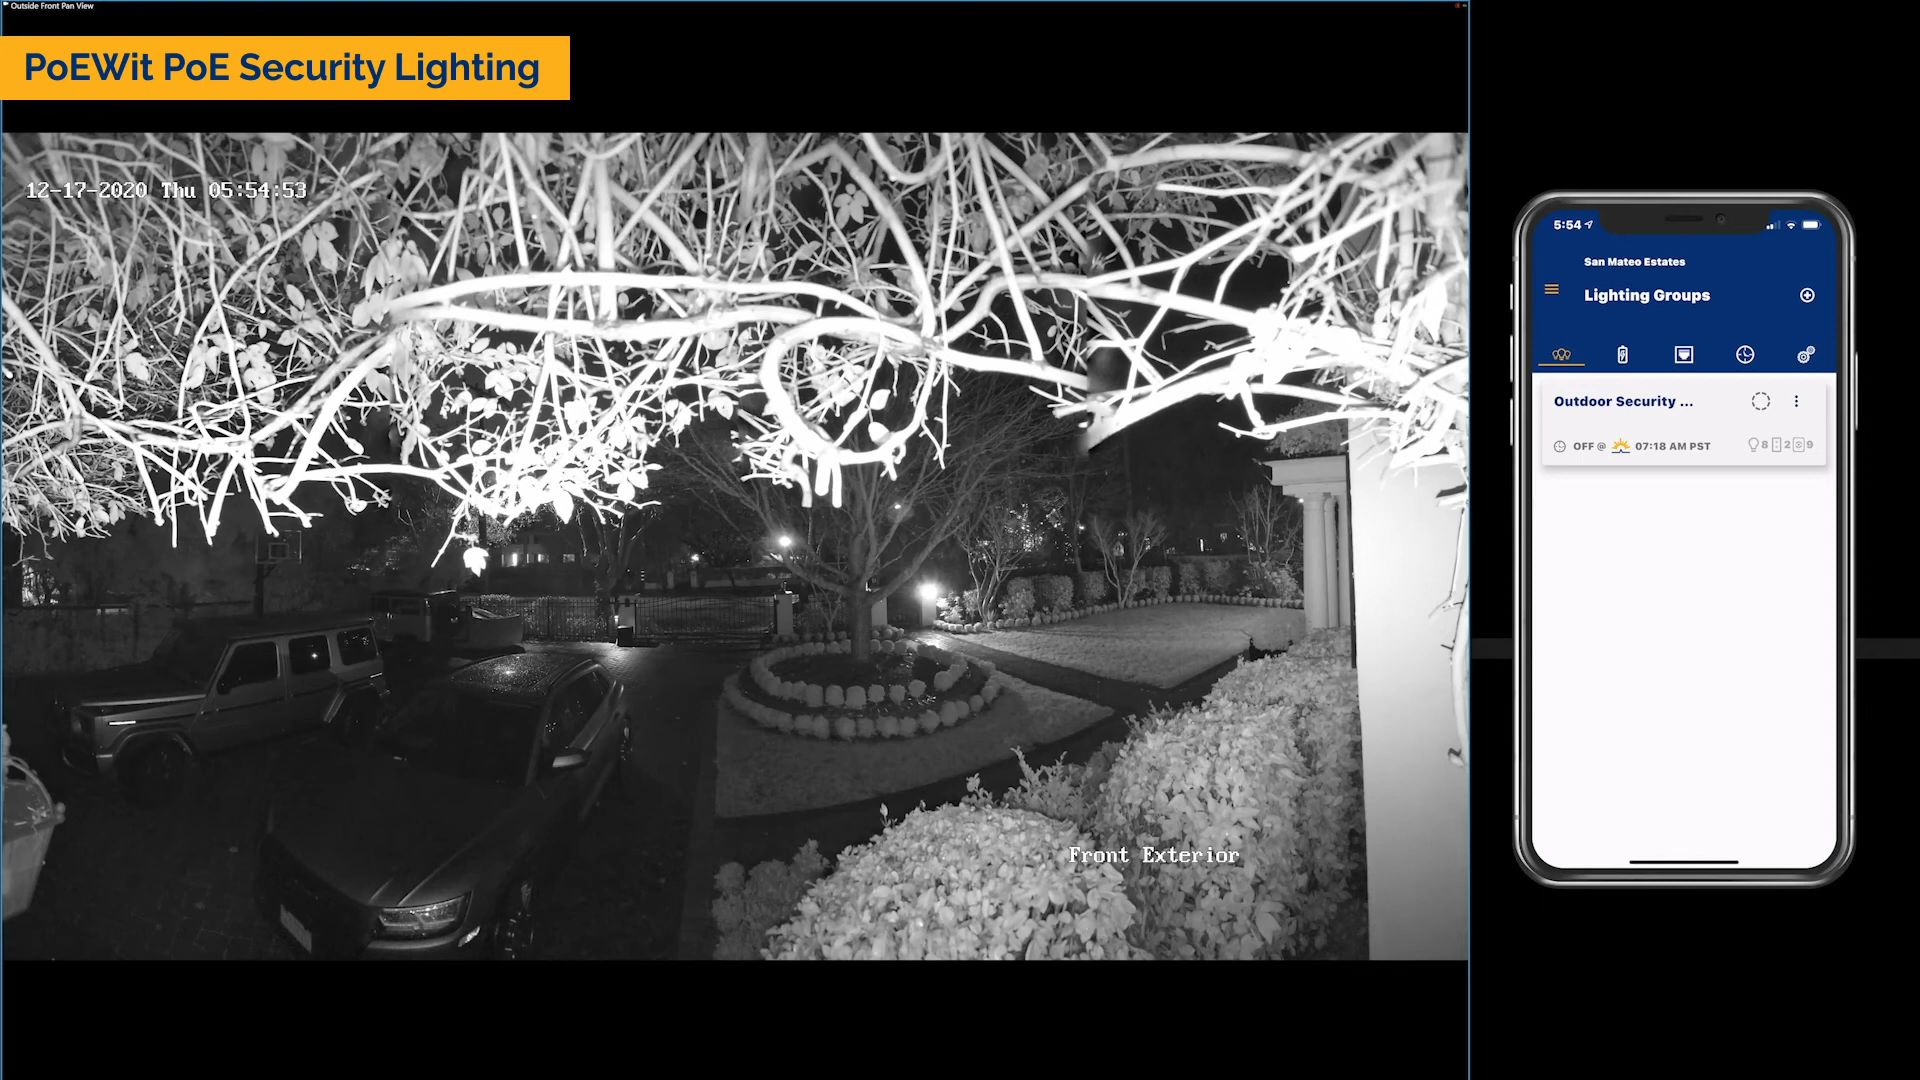 Outside Front Pan View
PoEWit PoE Security Lighting
12-17-2020 Thu 05:54:53
Front Exterior
5:54
San Mateo Estates
Lighting Groups
Outdoor Security ...
OFF @ 07:18 AM PST 8 2 9